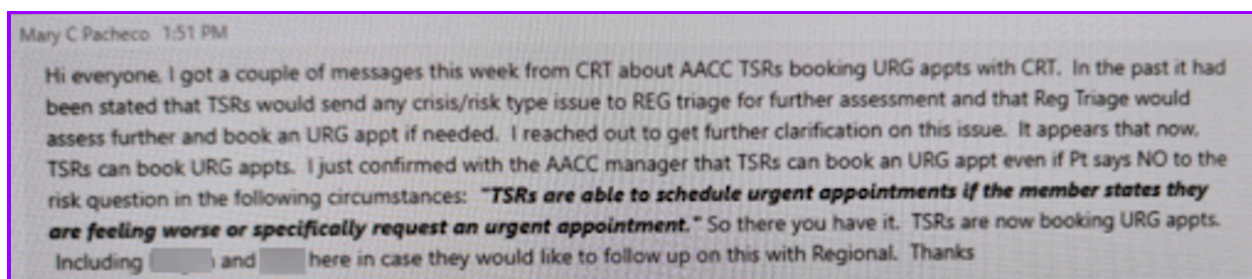 Mary C Pacheco 1:51 PM
Hi everyone. I got a couple of messages this week from CRT about AACC TSRs booking URG appts with CRT. In the past it had
been stated that TSRs would send any crisis/risk type issue to REG triage for further assessment and that Reg Triage would
assess further and book an URG appt if needed. I reached out to get further clarification on this issue. It appears that now,
TSRs can book URG appts. I just confirmed with the AACC manager that TSRs can book an URG appt even if Pt says NO to the
risk question in the following circumstances: "TSRs are able to schedule urgent appointments if the member states they
are feeling worse or specifically request an urgent appointment." So there you have it. TSRs are now booking URG appts.
Including and here in case they would like to follow up on this with Regional. Thanks